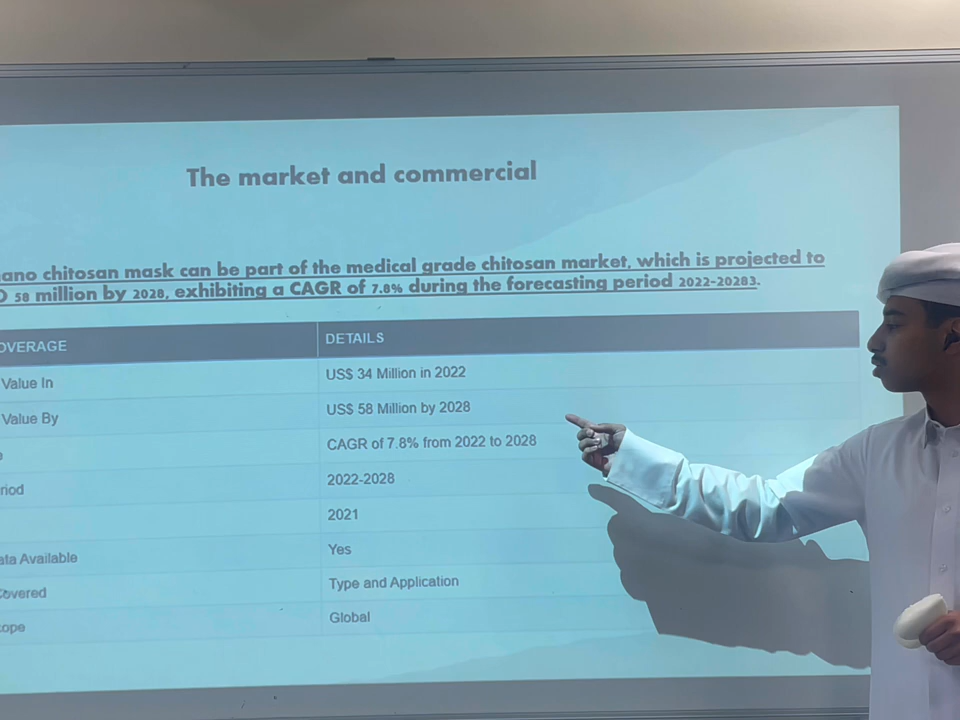 The market and commercial
ano chitosan mask can be part of the medical grade chitosan market, which is projected to
58 million by 2028, exhibiting a CAGR of 7.8% during the forecasting period 2022-20283.
OVERAGE DETAILS
Value In US$ 34 Million in 2022
Value By US$ 58 Million by 2028
CAGR of 7.8% from 2022 to 2028
riod 2022-2028
2021
ata Available Yes
Covered Type and Application
ope Global